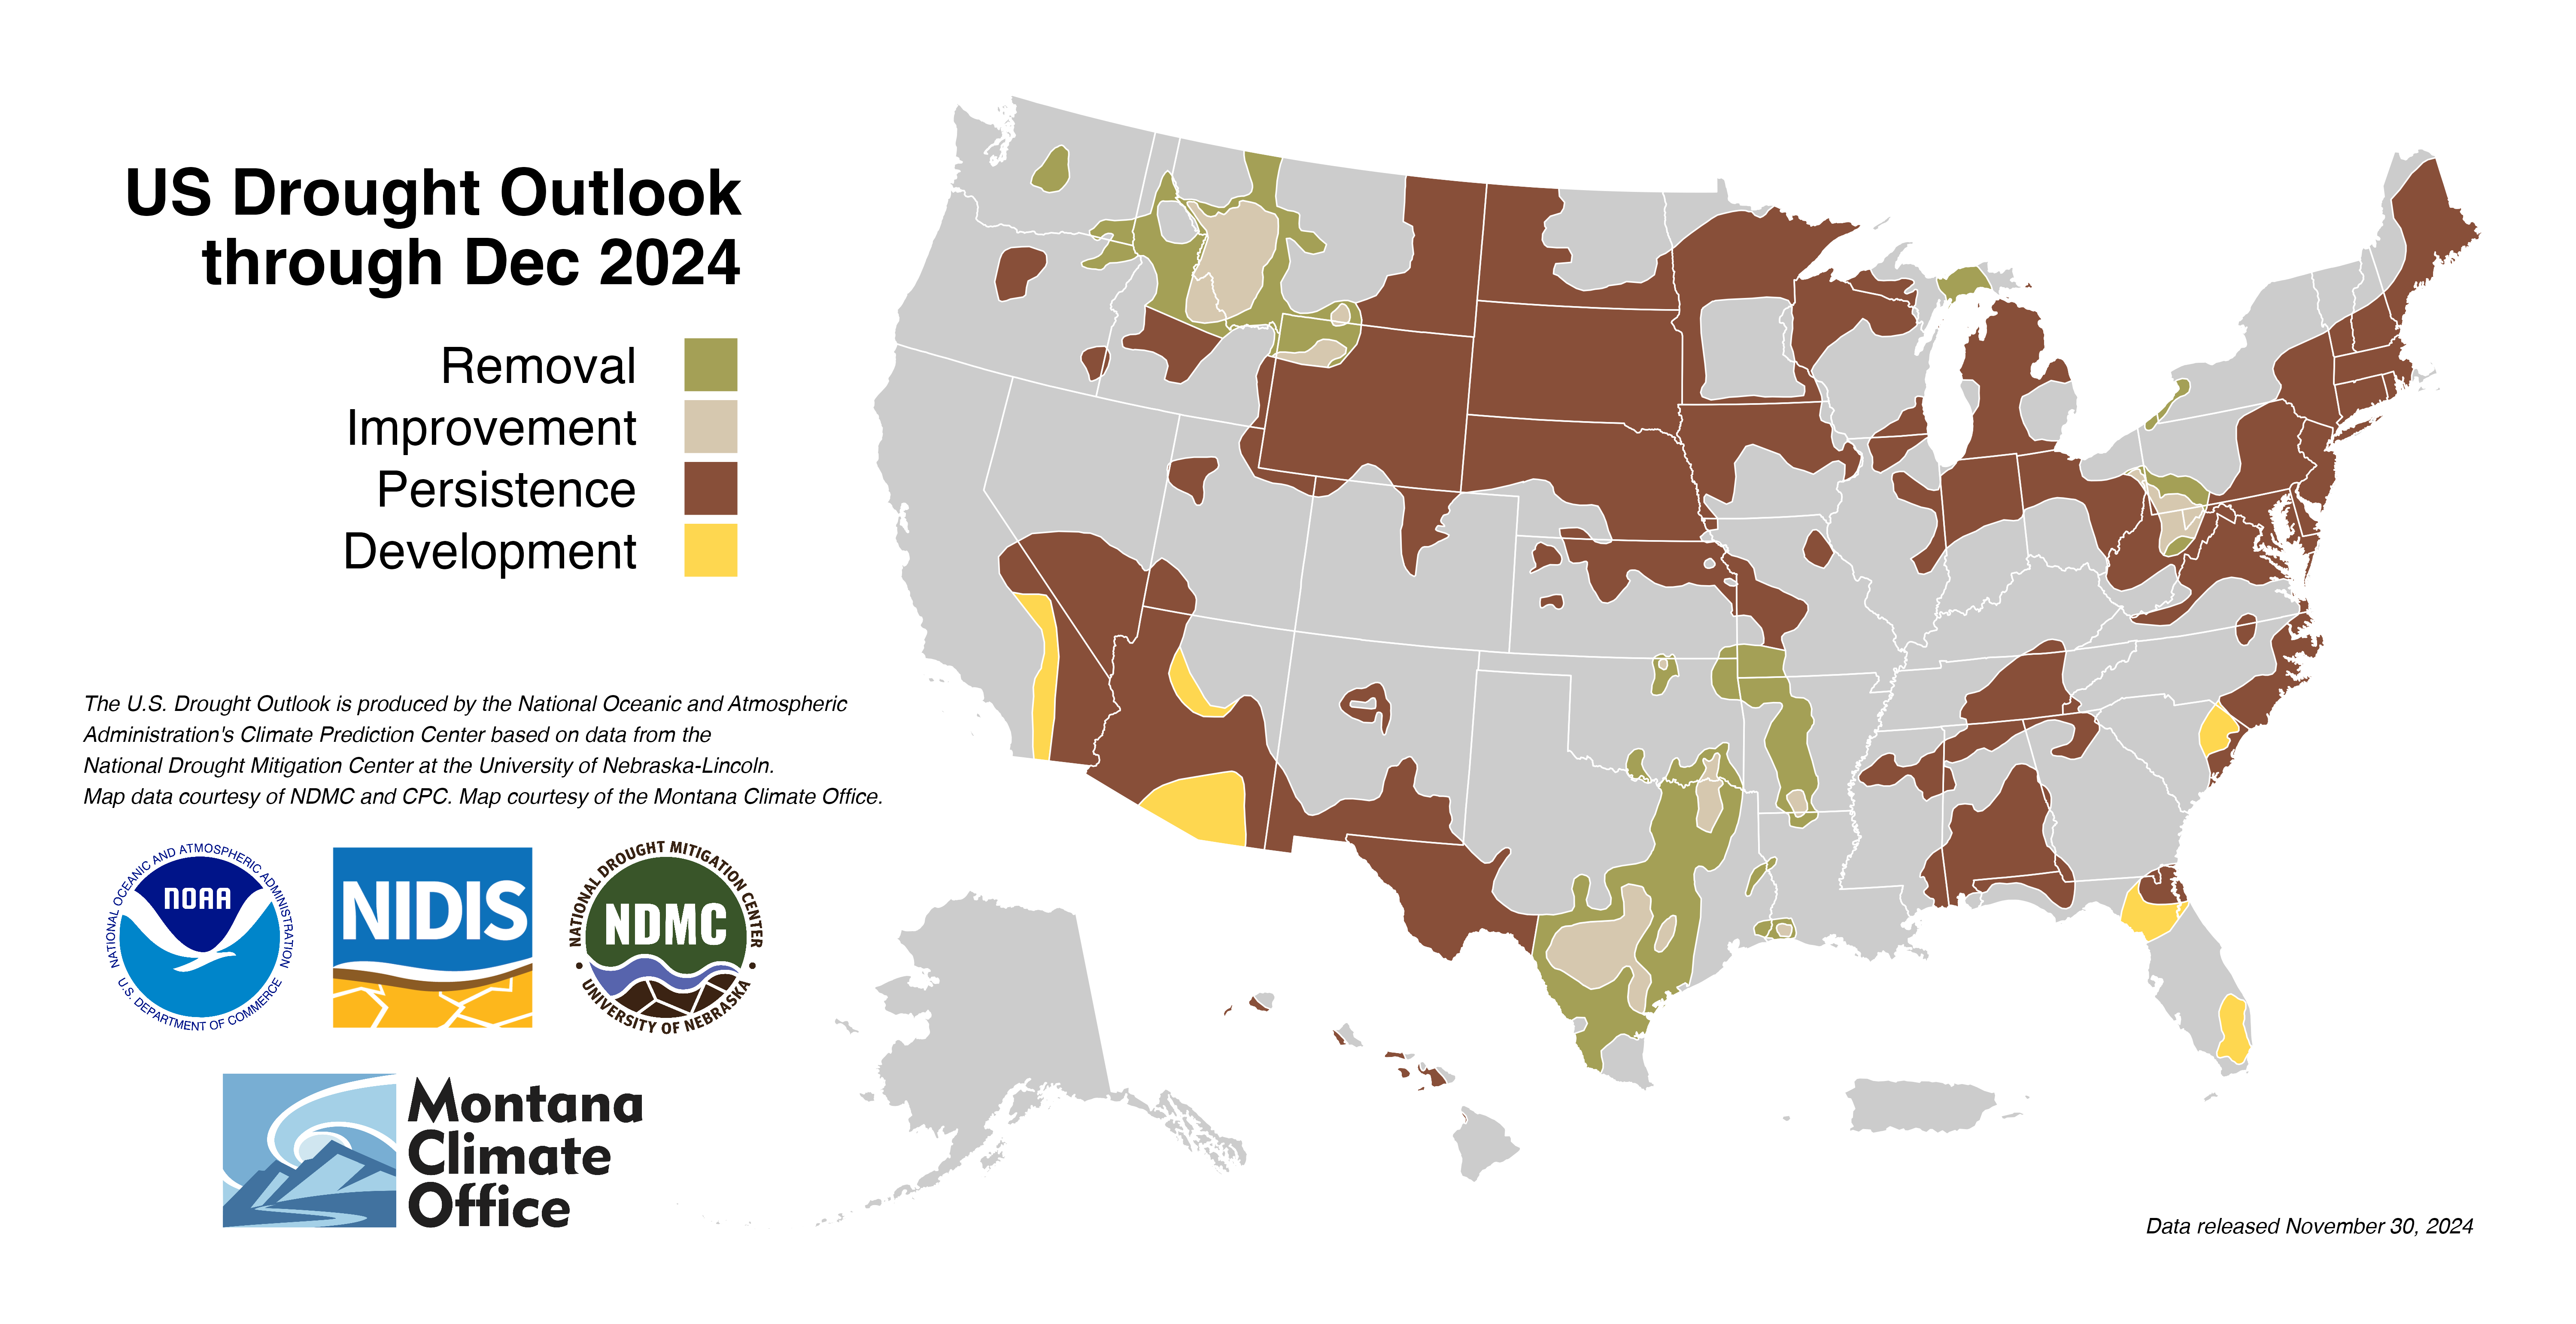 US Drought Outlook
through Dec 2024
Removal
Improvement
Persistence
Development
The U.S. Drought Outlook is produced by the National Oceanic and Atmospheric
Administration's Climate Prediction Center based on data from the
National Drought Mitigation Center at the University of Nebraska-Lincoln.
Map data courtesy of NDMC and CPC. Map courtesy of the Montana Climate Office.
NATIONAL OCEANIC AND ATMOSPHERIC ADMINISTRATION
NOAA
U.S. DEPARTMENT OF COMMERCE
NIDIS
NATIONAL DROUGHT MITIGATION CENTER
NDMC
UNIVERSITY OF NEBRASKA
Montana
Climate
Office
Data released November 30, 2024